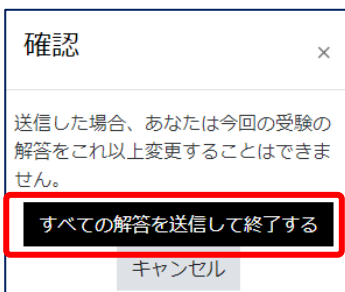 確認
×
送信した場合、あなたは今回の受験の
解答をこれ以上変更することはできま
せん。
すべての解答を送信して終了する
キャンセル